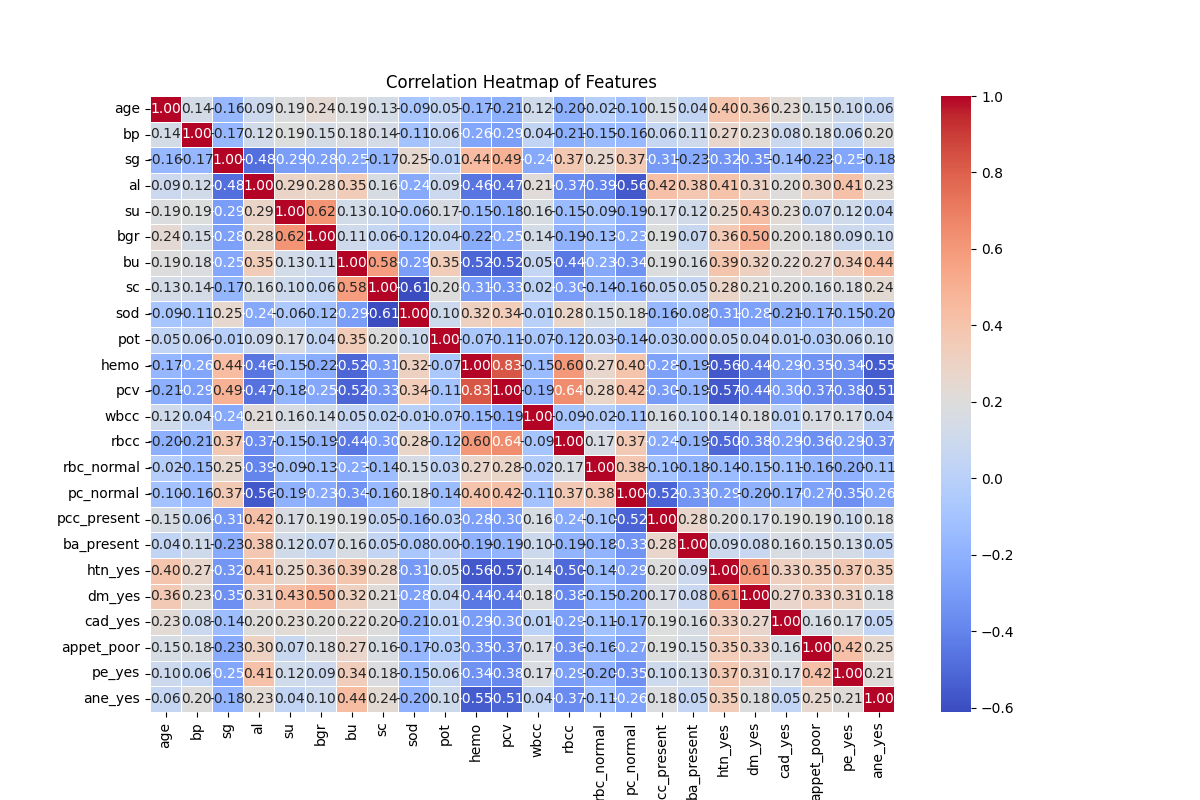 Correlation Heatmap of Features
age 1.00 0.14 -0.16 0.09 0.19 0.24 0.19 0.13 -0.09 0.05 -0.17 -0.21 0.12 -0.20 -0.02 -0.10 0.15 0.04 0.40 0.36 0.23 0.15 0.10 0.06
bp 0.14 1.00 -0.17 0.12 0.19 0.15 0.18 0.14 -0.11 0.06 -0.26 -0.29 0.04 -0.21 -0.15 -0.16 0.06 0.11 0.27 0.23 0.08 0.18 0.06 0.20
sg -0.16 -0.17 1.00 -0.48 -0.29 -0.28 -0.25 -0.17 0.25 -0.01 0.44 0.49 -0.24 0.37 0.25 0.37 -0.31 -0.23 -0.32 -0.35 -0.14 -0.23 -0.25 -0.18
al 0.09 0.12 -0.48 1.00 0.29 0.28 0.35 0.16 -0.24 0.09 -0.46 -0.47 0.21 -0.37 -0.39 -0.56 0.42 0.38 0.41 0.31 0.20 0.30 0.41 0.23
su 0.19 0.19 -0.29 0.29 1.00 0.62 0.13 0.10 -0.06 0.17 -0.15 -0.18 0.16 -0.15 -0.09 -0.19 0.17 0.12 0.25 0.43 0.23 0.07 0.12 0.04
bgr 0.24 0.15 -0.28 0.28 0.62 1.00 0.11 0.06 -0.12 0.04 -0.22 -0.25 0.14 -0.19 -0.13 -0.23 0.19 0.07 0.36 0.50 0.20 0.18 0.09 0.10
bu 0.19 0.18 -0.25 0.35 0.13 0.11 1.00 0.58 -0.29 0.35 -0.52 -0.52 0.05 -0.44 -0.23 -0.34 0.19 0.16 0.39 0.32 0.22 0.27 0.34 0.44
sc 0.13 0.14 -0.17 0.16 0.10 0.06 0.58 1.00 -0.61 0.20 -0.31 -0.33 0.02 -0.30 -0.14 -0.16 0.05 0.05 0.28 0.21 0.20 0.16 0.18 0.24
sod -0.09 -0.11 0.25 -0.24 -0.06 -0.12 -0.29 -0.61 1.00 0.10 0.32 0.34 -0.01 0.28 0.15 0.18 -0.16 -0.08 -0.31 -0.28 -0.21 -0.17 -0.15 -0.20
pot 0.05 0.06 -0.01 0.09 0.17 0.04 0.35 0.20 0.10 1.00 -0.07 -0.11 -0.07 -0.12 0.03 -0.14 -0.03 0.00 0.05 0.04 0.01 -0.03 0.06 0.10
hemo -0.17 -0.26 0.44 -0.46 -0.15 -0.22 -0.52 -0.31 0.32 -0.07 1.00 0.83 -0.15 0.60 0.27 0.40 -0.28 -0.19 -0.56 -0.44 -0.29 -0.35 -0.34 -0.55
pcv -0.21 -0.29 0.49 -0.47 -0.18 -0.25 -0.52 -0.33 0.34 -0.11 0.83 1.00 -0.19 0.64 0.28 0.42 -0.30 -0.19 -0.57 -0.44 -0.30 -0.37 -0.38 -0.51
wbcc 0.12 0.04 -0.24 0.21 0.16 0.14 0.05 0.02 -0.01 -0.07 -0.15 -0.19 1.00 -0.09 -0.02 -0.11 0.16 0.10 0.14 0.18 0.01 0.17 0.17 0.04
rbcc -0.20 -0.21 0.37 -0.37 -0.15 -0.19 -0.44 -0.30 0.28 -0.12 0.60 0.64 -0.09 1.00 0.17 0.37 -0.24 -0.19 -0.50 -0.38 -0.29 -0.36 -0.29 -0.37
rbc_normal -0.02 -0.15 0.25 -0.39 -0.09 -0.13 -0.23 -0.14 0.15 0.03 0.27 0.28 -0.02 0.17 1.00 0.38 -0.10 -0.18 -0.14 -0.15 -0.11 -0.16 -0.20 -0.11
pc_normal -0.10 -0.16 0.37 -0.56 -0.19 -0.23 -0.34 -0.16 0.18 -0.14 0.40 0.42 -0.11 0.37 0.38 1.00 -0.52 -0.33 -0.29 -0.20 -0.17 -0.27 -0.35 -0.26
pcc_present 0.15 0.06 -0.31 0.42 0.17 0.19 0.19 0.05 -0.16 -0.03 -0.28 -0.30 0.16 -0.24 -0.10 -0.52 1.00 0.28 0.20 0.17 0.19 0.19 0.10 0.18
ba_present 0.04 0.11 -0.23 0.38 0.12 0.07 0.16 0.05 -0.08 0.00 -0.19 -0.19 0.10 -0.19 -0.18 -0.33 0.28 1.00 0.09 0.08 0.16 0.15 0.13 0.05
htn_yes 0.40 0.27 -0.32 0.41 0.25 0.36 0.39 0.28 -0.31 0.05 -0.56 -0.57 0.14 -0.50 -0.14 -0.29 0.20 0.09 1.00 0.61 0.33 0.35 0.37 0.35
dm_yes 0.36 0.23 -0.35 0.31 0.43 0.50 0.32 0.21 -0.28 0.04 -0.44 -0.44 0.18 -0.38 -0.15 -0.20 0.17 0.08 0.61 1.00 0.27 0.33 0.31 0.18
cad_yes 0.23 0.08 -0.14 0.20 0.23 0.20 0.22 0.20 -0.21 0.01 -0.29 -0.30 0.01 -0.29 -0.11 -0.17 0.19 0.16 0.33 0.27 1.00 0.16 0.17 0.05
appet_poor 0.15 0.18 -0.23 0.30 0.07 0.18 0.27 0.16 -0.17 -0.03 -0.35 -0.37 0.17 -0.36 -0.16 -0.27 0.19 0.15 0.35 0.33 0.16 1.00 0.42 0.25
pe_yes 0.10 0.06 -0.25 0.41 0.12 0.09 0.34 0.18 -0.15 0.06 -0.34 -0.38 0.17 -0.29 -0.20 -0.35 0.10 0.13 0.37 0.31 0.17 0.42 1.00 0.21
ane_yes 0.06 0.20 -0.18 0.23 0.04 0.10 0.44 0.24 -0.20 0.10 -0.55 -0.51 0.04 -0.37 -0.11 -0.26 0.18 0.05 0.35 0.18 0.05 0.25 0.21 1.00
age bp sg al su bgr bu sc sod pot hemo pcv wbcc rbcc rbc_normal pc_normal cc_present ba_present htn_yes dm_yes cad_yes appet_poor pe_yes ane_yes
1.0
0.8
0.6
0.4
0.2
0.0
−0.2
−0.4
−0.6